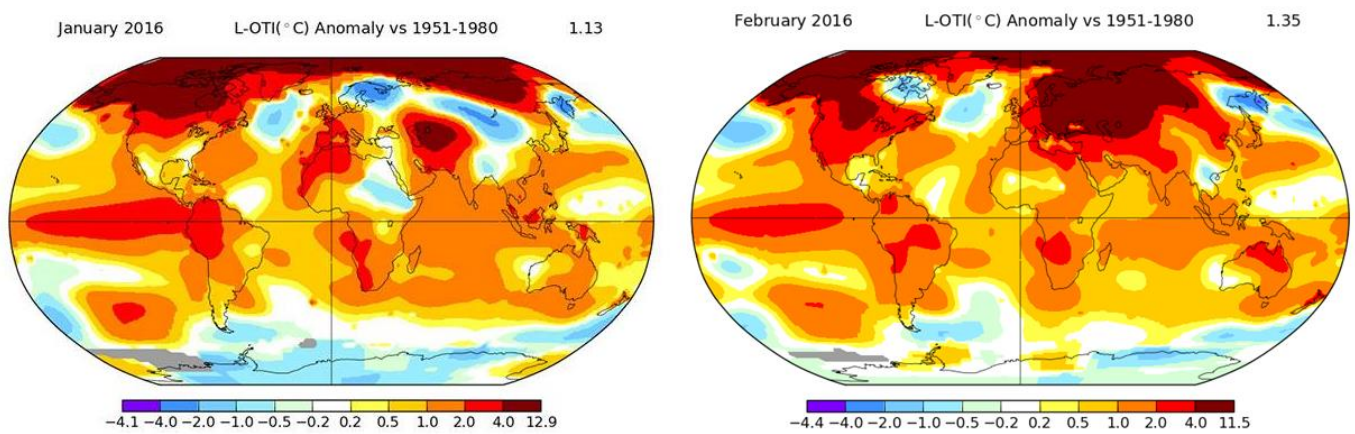 January 2016 L-OTI(°C) Anomaly vs 1951-1980 1.13
-4.1 -4.0 -2.0 -1.0 -0.5 -0.2 0.2 0.5 1.0 2.0 4.0 12.9
February 2016 L-OTI(°C) Anomaly vs 1951-1980 1.35
-4.4 -4.0 -2.0 -1.0 -0.5 -0.2 0.2 0.5 1.0 2.0 4.0 11.5